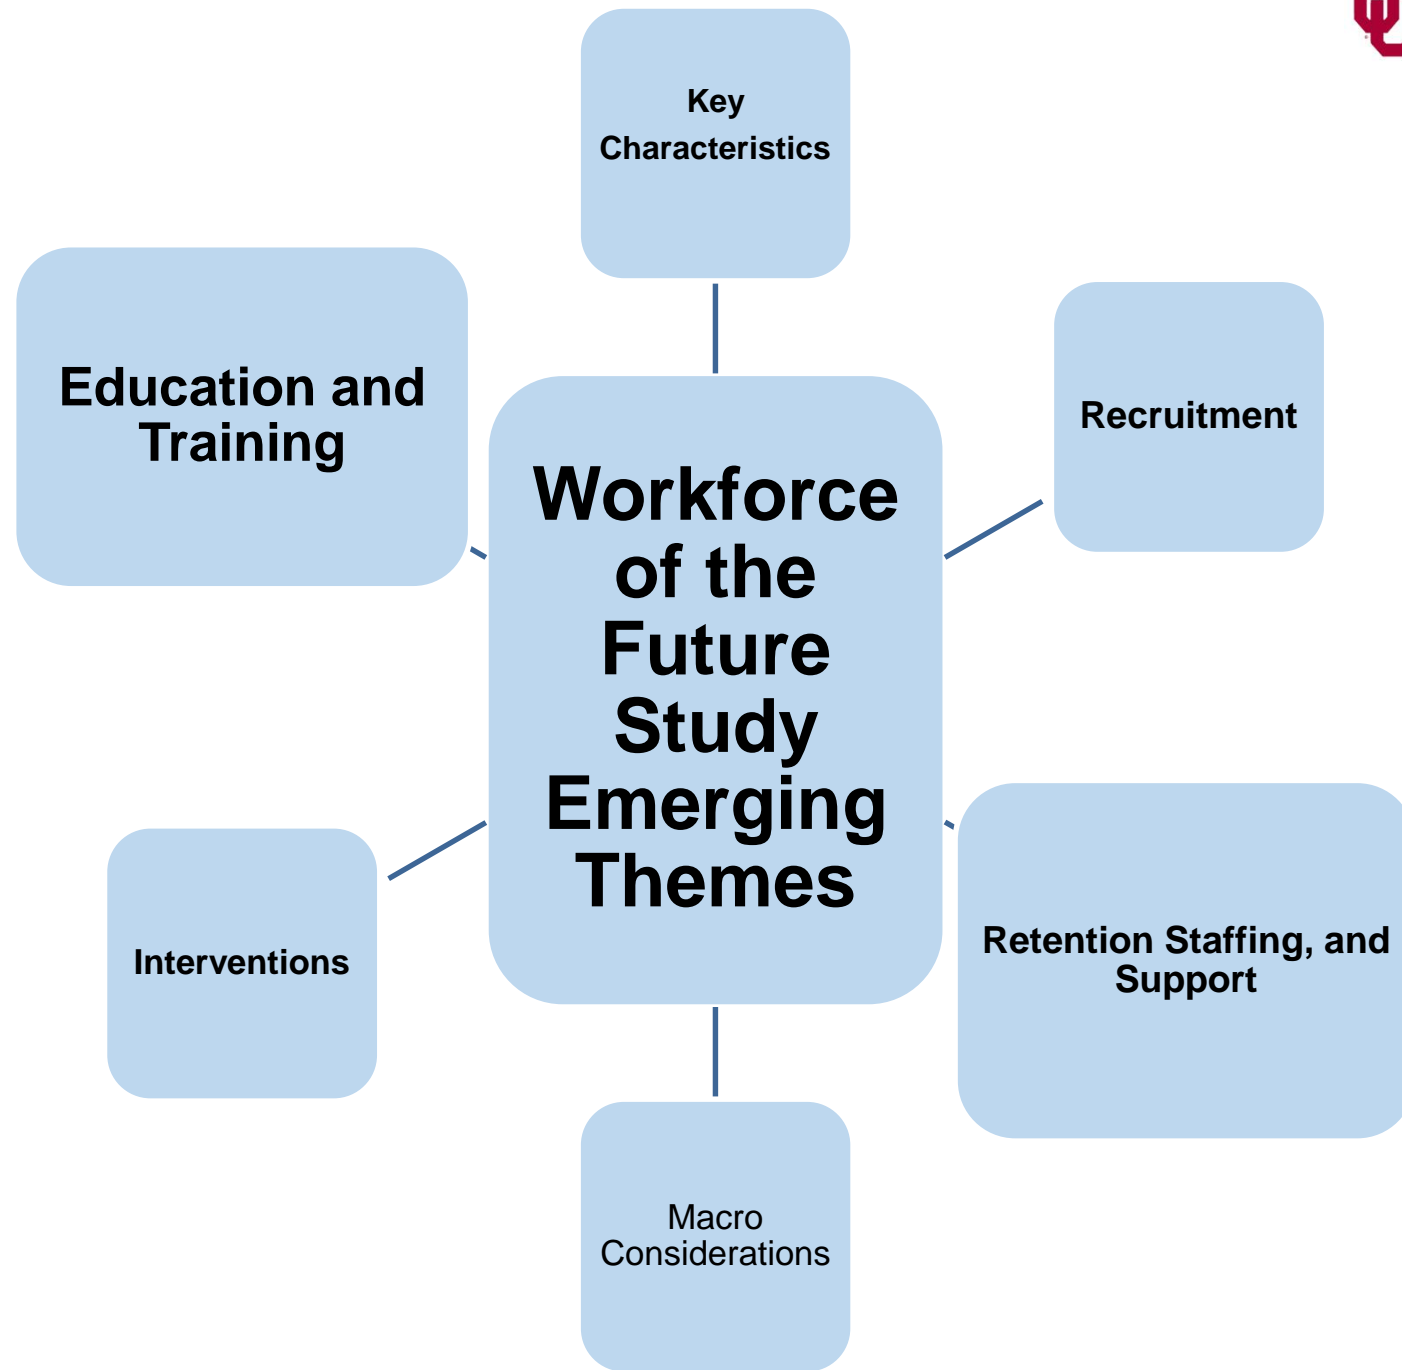 Key
Characteristics
Recruitment
Education and
Training
Workforce
of the
Future
Study
Emerging
Themes
Retention Staffing, and
Support
Interventions
Macro
Considerations